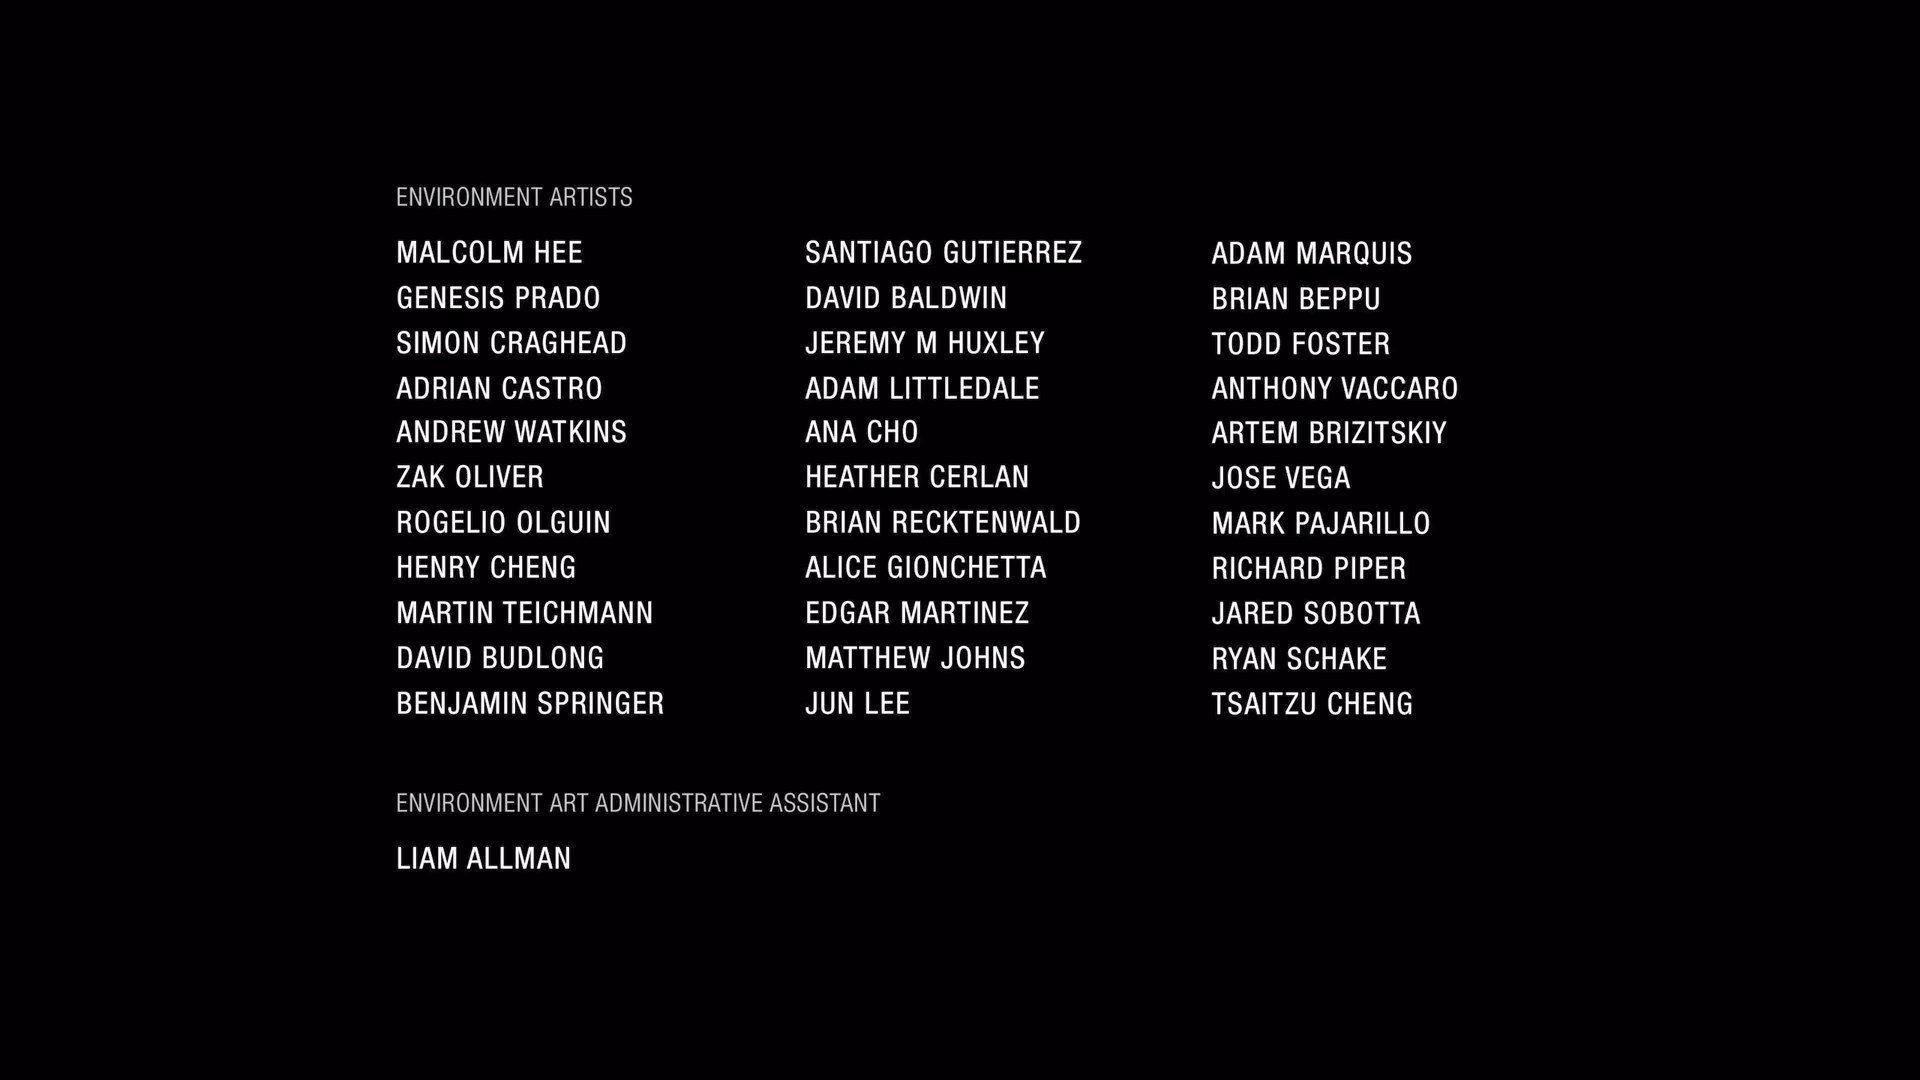 ENVIRONMENT ARTISTS
MALCOLM HEE
GENESIS PRADO
SIMON CRAGHEAD
ADRIAN CASTRO
ANDREW WATKINS
ZAK OLIVER
ROGELIO OLGUIN
HENRY CHENG
MARTIN TEICHMANN
DAVID BUDLONG
BENJAMIN SPRINGER
SANTIAGO GUTIERREZ
DAVID BALDWIN
JEREMY M HUXLEY
ADAM LITTLEDALE
ANA CHO
HEATHER CERLAN
BRIAN RECKTENWALD
ALICE GIONCHETTA
EDGAR MARTINEZ
MATTHEW JOHNS
JUN LEE
ADAM MARQUIS
BRIAN BEPPU
TODD FOSTER
ANTHONY VACCARO
ARTEM BRIZITSKIY
JOSE VEGA
MARK PAJARILLO
RICHARD PIPER
JARED SOBOTTA
RYAN SCHAKE
TSAITZU CHENG
ENVIRONMENT ART ADMINISTRATIVE ASSISTANT
LIAM ALLMAN